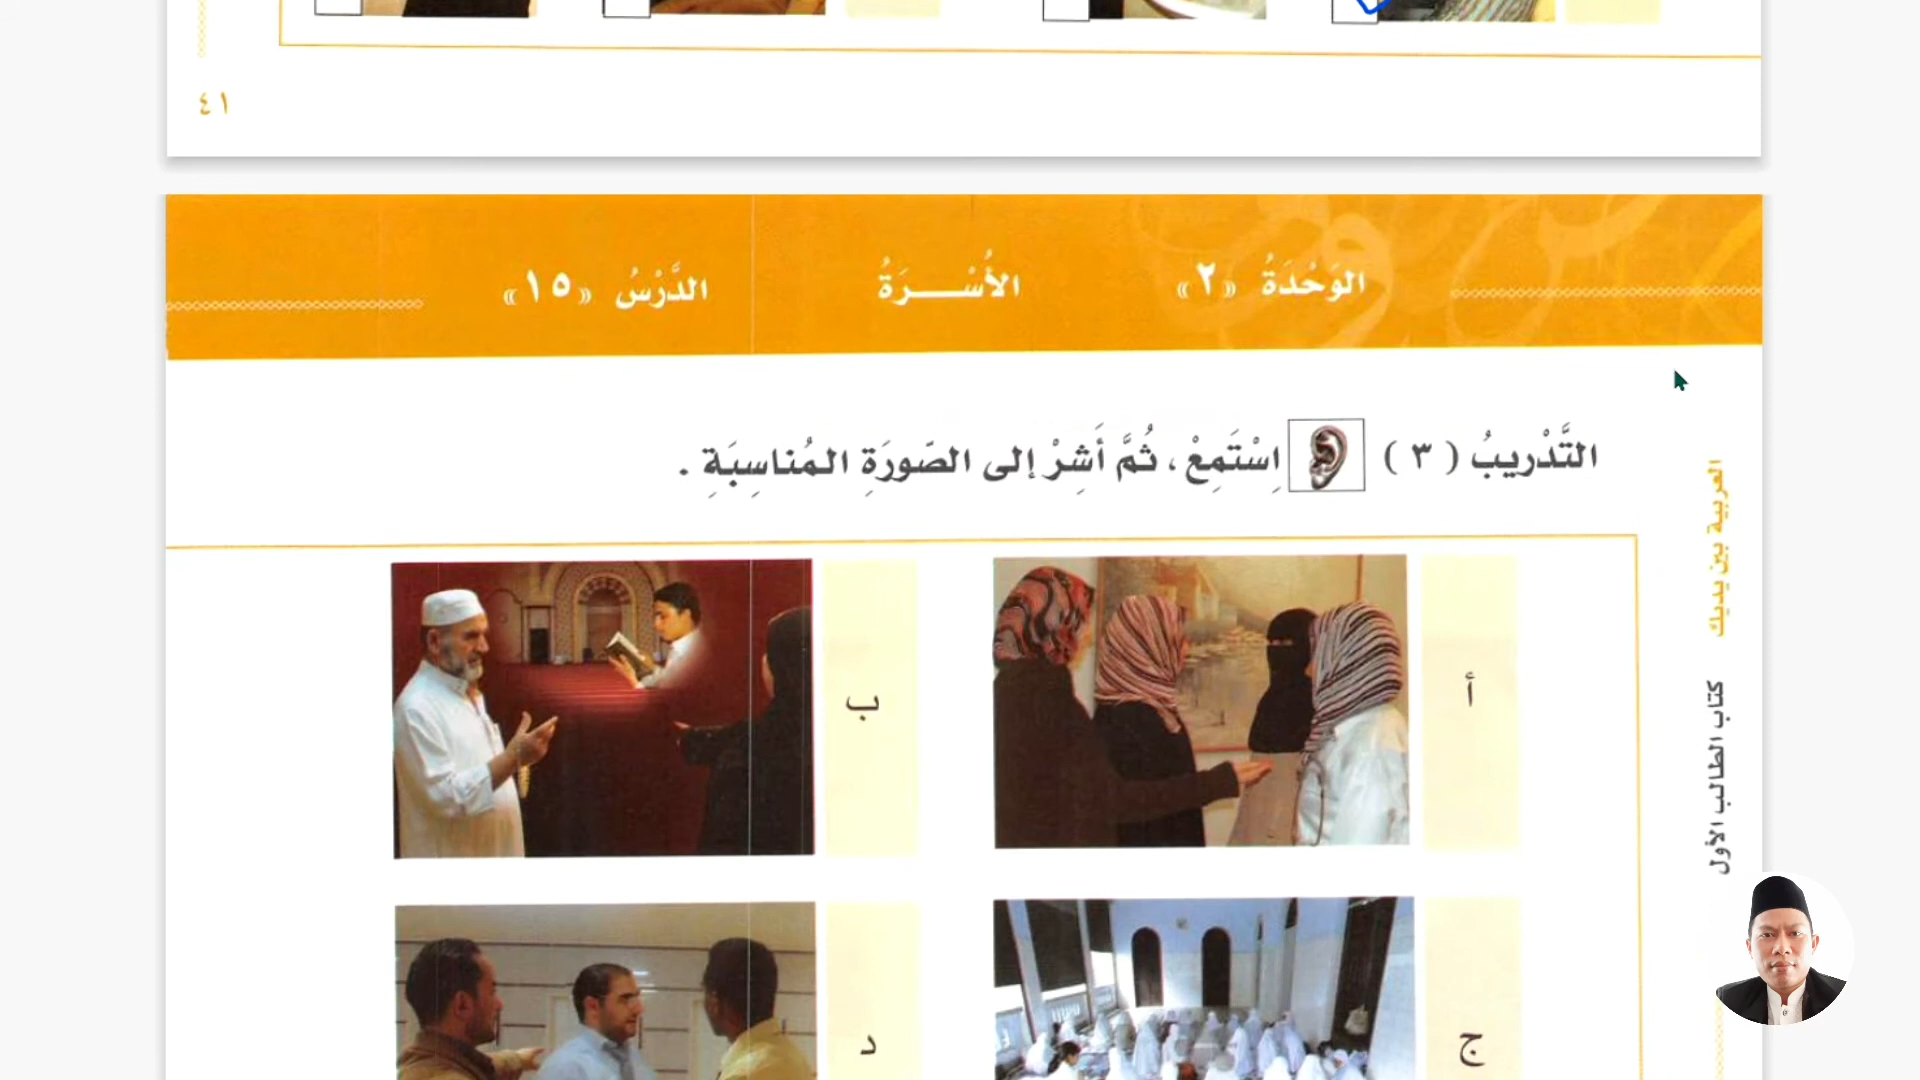 ٤١
الوَحْدَةُ «٢» الأُسْـــرَةُ الدَّرْسُ «١٥»
التَّدْرِيبُ ( ٣ ) اِسْتَمِعْ ، ثُمَّ أَشِرْ إلى الصّورَةِ المُناسِبَةِ .
أ
ب
ج
د
العربية بين يديك كتاب الطالب الأول